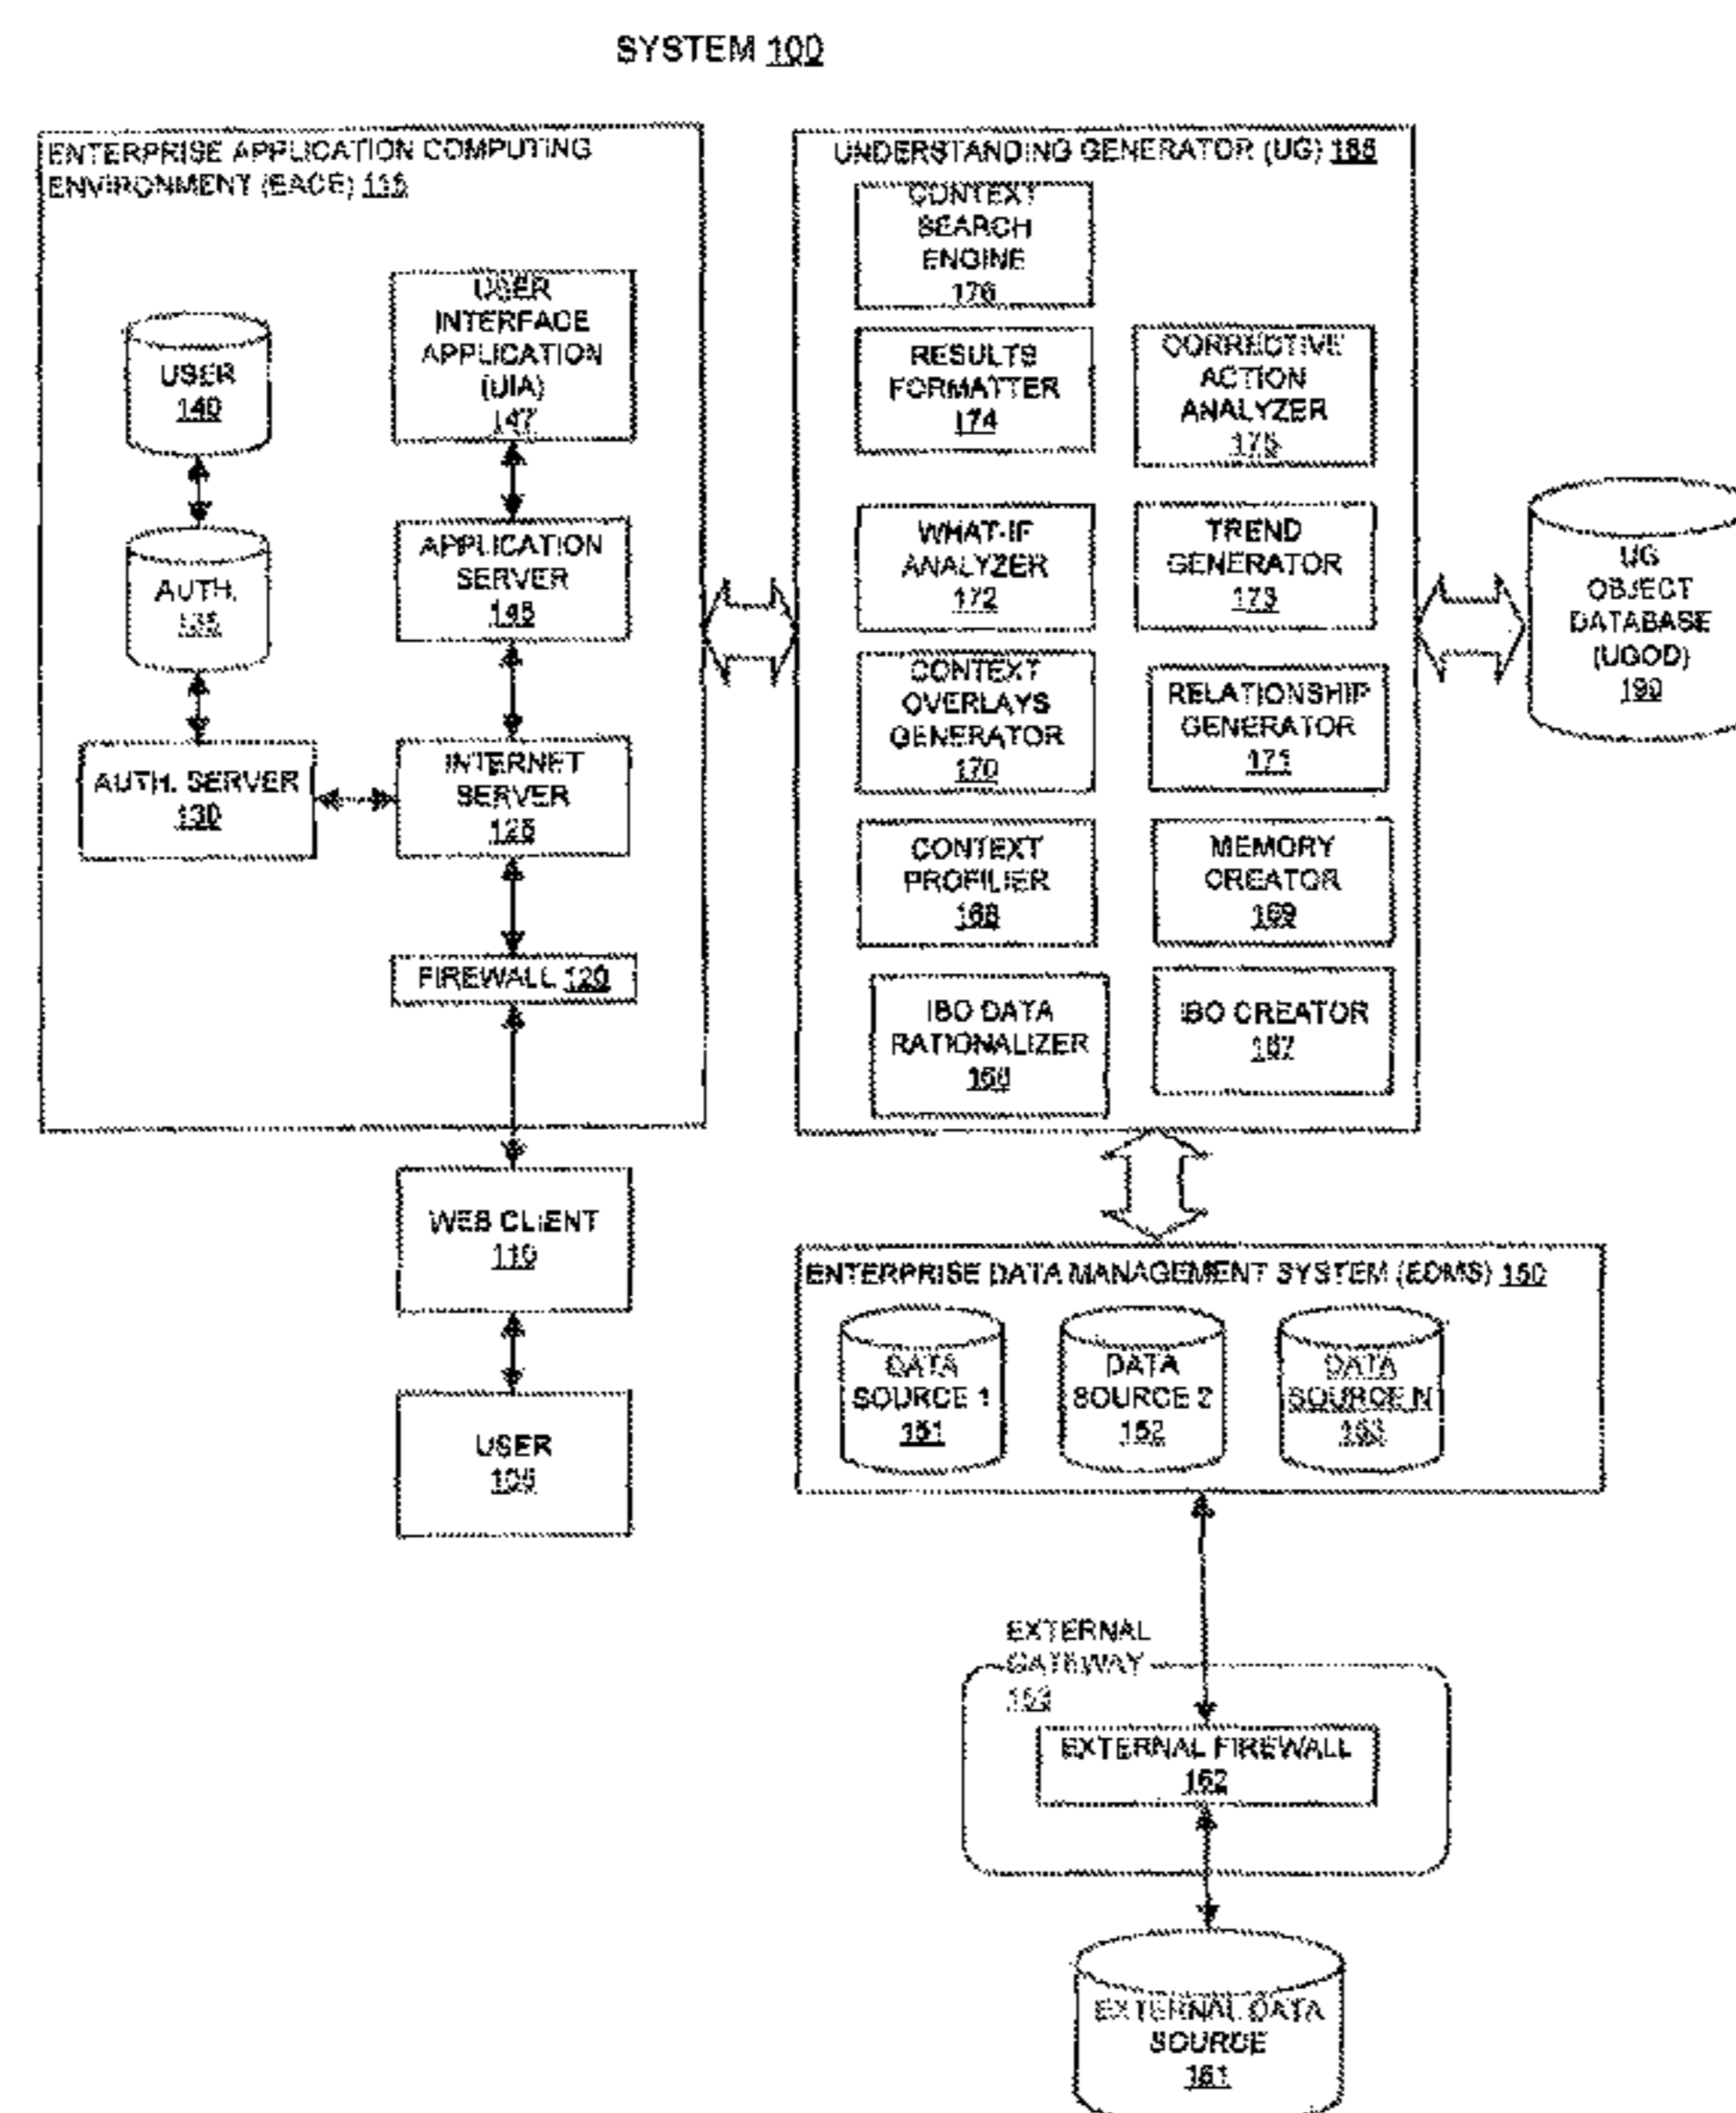 SYSTEM 100
ENTERPRISE APPLICATION COMPUTING
ENVIRONMENT (EACE) 115
USER
140
USER
INTERFACE
APPLICATION
(UIA)
147
AUTH.
APPLICATION
SERVER
145
AUTH. SERVER
130
INTERNET
SERVER
125
FIREWALL 120
WEB CLIENT
110
USER
105
UNDERSTANDING GENERATOR (UG)
CONTEXT
SEARCH
ENGINE
176
RESULTS
FORMATTER
174
CORRECTIVE
ACTION
ANALYZER
175
WHAT-IF
ANALYZER
172
TREND
GENERATOR
173
CONTEXT
OVERLAYS
GENERATOR
170
RELATIONSHIP
GENERATOR
171
CONTEXT
PROFILIER
168
MEMORY
CREATOR
169
IBO DATA
RATIONALIZER
166
IBO CREATOR
167
UG
OBJECT
DATABASE
(UGOD)
190
ENTERPRISE DATA MANAGEMENT SYSTEM (EDMS) 150
DATA
SOURCE 1
151
DATA
SOURCE 2
152
DATA
SOURCE N
153
EXTERNAL
GATEWAY
EXTERNAL FIREWALL
162
EXTERNAL DATA
SOURCE
161